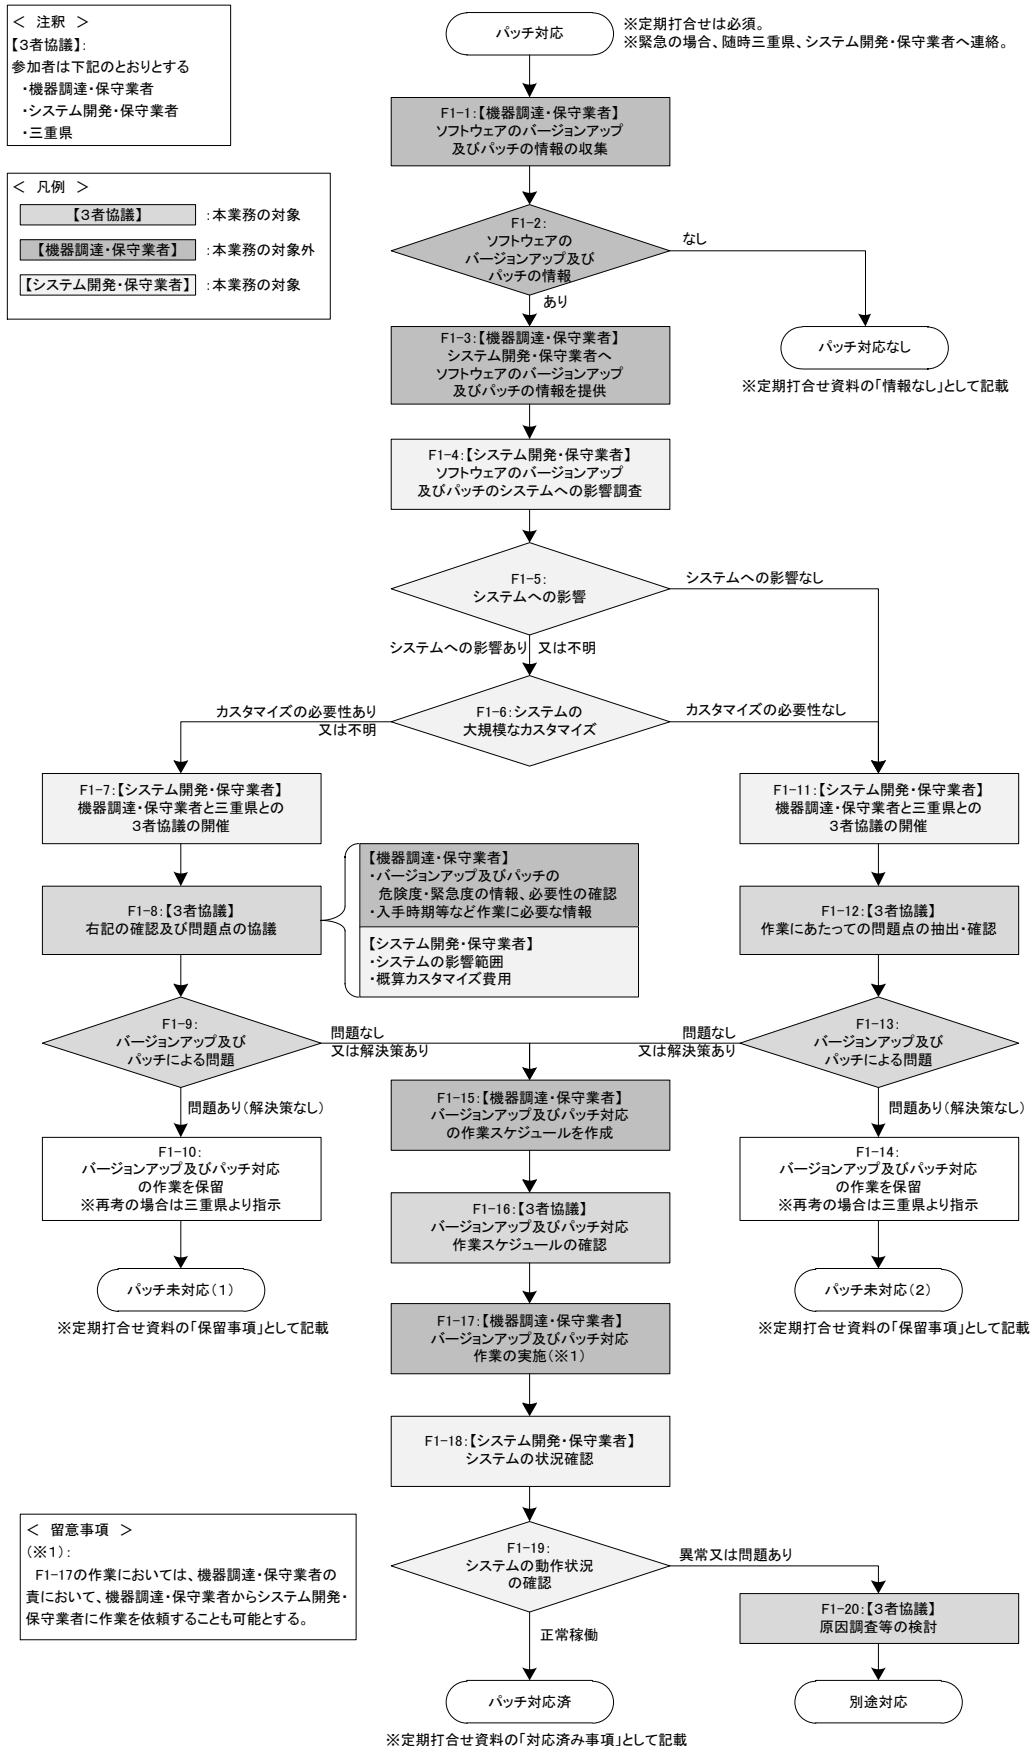 < 注釈 >
【3者協議】:
参加者は下記のとおりとする
・機器調達・保守業者
・システム開発・保守業者
・三重県
パッチ対応
※定期打合せは必須。
※緊急の場合、随時三重県、システム開発・保守業者へ連絡。
< 凡例 >
【3者協議】 :本業務の対象
【機器調達・保守業者】 :本業務の対象外
【システム開発・保守業者】 :本業務の対象
F1-1:【機器調達・保守業者】
ソフトウェアのバージョンアップ
及びパッチの情報の収集
F1-2:
ソフトウェアの
バージョンアップ及び
パッチの情報
なし
あり
パッチ対応なし
※定期打合せ資料の「情報なし」として記載
F1-3:【機器調達・保守業者】
システム開発・保守業者へ
ソフトウェアのバージョンアップ
及びパッチの情報を提供
F1-4:【システム開発・保守業者】
ソフトウェアのバージョンアップ
及びパッチのシステムへの影響調査
F1-5:
システムへの影響
システムへの影響なし
システムへの影響あり 又は不明
F1-6:システムの
大規模なカスタマイズ
カスタマイズの必要性あり
又は不明
カスタマイズの必要性なし
F1-7:【システム開発・保守業者】
機器調達・保守業者と三重県との
3者協議の開催
F1-11:【システム開発・保守業者】
機器調達・保守業者と三重県との
3者協議の開催
F1-8:【3者協議】
右記の確認及び問題点の協議
【機器調達・保守業者】
・バージョンアップ及びパッチの
危険度・緊急度の情報、必要性の確認
・入手時期等など作業に必要な情報
【システム開発・保守業者】
・システムの影響範囲
・概算カスタマイズ費用
F1-12:【3者協議】
作業にあたっての問題点の抽出・確認
F1-9:
バージョンアップ及び
パッチによる問題
問題なし
又は解決策あり
問題なし
又は解決策あり
F1-13:
バージョンアップ及び
パッチによる問題
問題あり(解決策なし)
問題あり(解決策なし)
F1-10:
バージョンアップ及びパッチ対応
の作業を保留
※再考の場合は三重県より指示
パッチ未対応(1)
※定期打合せ資料の「保留事項」として記載
F1-14:
バージョンアップ及びパッチ対応
の作業を保留
※再考の場合は三重県より指示
パッチ未対応(2)
※定期打合せ資料の「保留事項」として記載
F1-15:【機器調達・保守業者】
バージョンアップ及びパッチ対応
の作業スケジュールを作成
F1-16:【3者協議】
バージョンアップ及びパッチ対応
作業スケジュールの確認
F1-17:【機器調達・保守業者】
バージョンアップ及びパッチ対応
作業の実施(※1)
F1-18:【システム開発・保守業者】
システムの状況確認
F1-19:
システムの動作状況
の確認
異常又は問題あり
正常稼働
F1-20:【3者協議】
原因調査等の検討
別途対応
パッチ対応済
※定期打合せ資料の「対応済み事項」として記載
< 留意事項 >
(※1):
F1-17の作業においては、機器調達・保守業者の
責において、機器調達・保守業者からシステム開発・
保守業者に作業を依頼することも可能とする。